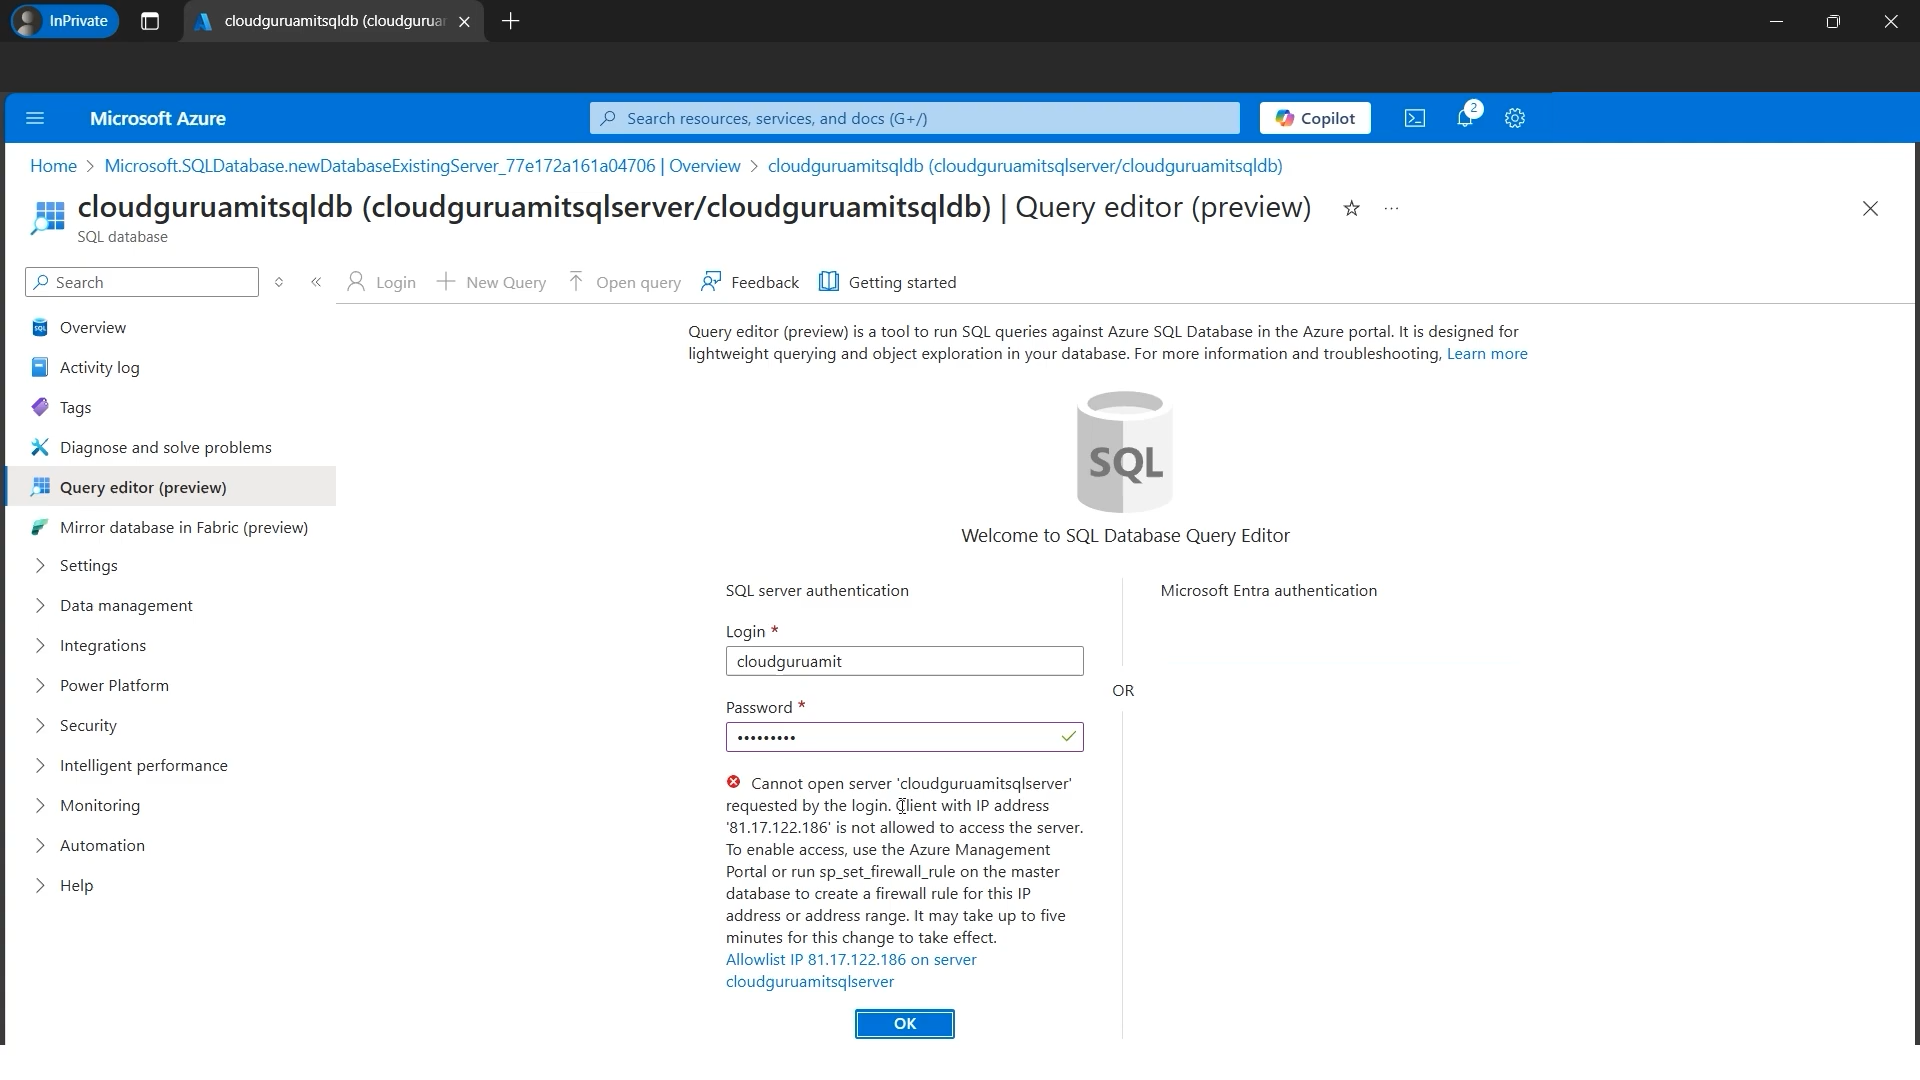 InPrivate
cloudguruamitsqldb (cloudguruar
Microsoft Azure
Search resources, services, and docs (G+/)
Copilot
2
Home > Microsoft.SQLDatabase.newDatabaseExistingServer_77e172a161a04706 | Overview > cloudguruamitsqldb (cloudguruamitsqlserver/cloudguruamitsqldb)
cloudguruamitsqldb (cloudguruamitsqlserver/cloudguruamitsqldb) | Query editor (preview)
SQL database
Search
Login
New Query
Open query
Feedback
Getting started
Overview
Activity log
Tags
Diagnose and solve problems
Query editor (preview)
Mirror database in Fabric (preview)
Settings
Data management
Integrations
Power Platform
Security
Intelligent performance
Monitoring
Automation
Help
Query editor (preview) is a tool to run SQL queries against Azure SQL Database in the Azure portal. It is designed for
lightweight querying and object exploration in your database. For more information and troubleshooting, Learn more
SQL
Welcome to SQL Database Query Editor
SQL server authentication
Login *
cloudguruamit
Password *
•••••••••
Cannot open server 'cloudguruamitsqlserver'
requested by the login. Client with IP address
'81.17.122.186' is not allowed to access the server.
To enable access, use the Azure Management
Portal or run sp_set_firewall_rule on the master
database to create a firewall rule for this IP
address or address range. It may take up to five
minutes for this change to take effect.
Allowlist IP 81.17.122.186 on server
cloudguruamitsqlserver
OK
OR
Microsoft Entra authentication